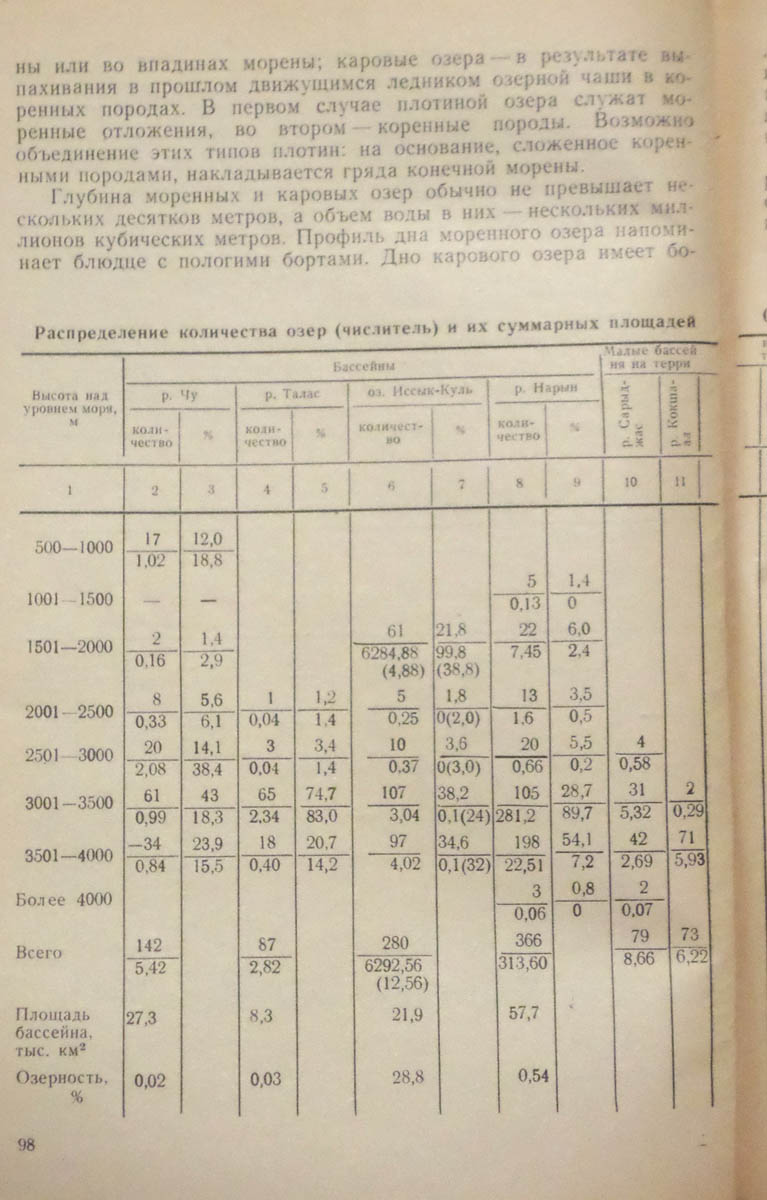 ны или во впадинах морены; каровые озера — в результате вы-
пахивания в прошлом движущимся ледником озерной чаши в ко-
ренных породах. В первом случае плотиной озера служат мо-
ренные отложения, во втором — коренные породы. Возможно
объединение этих типов плотин: на основание, сложенное корен-
ными породами, накладывается гряда конечной морены.
Глубина моренных и каровых озер обычно не превышает не-
скольких десятков метров, а объем воды в них — нескольких мил-
лионов кубических метров. Профиль дна моренного озера напоми-
нает блюдце с пологими бортами. Дно карового озера имеет бо-
Распределение количества озер (числитель) и их суммарных площадей
Высота над уровнем моря, м | Бассейны | Малые бассей
ня на терри
р. Чу | р. Талас | оз. Иссык-Куль | р. Нарын | р. Сарыд-жас | р. Кокша-ал
коли-чество | % | коли-чество | % | количест-во | % | коли-чество | %
1 2 3 4 5 6 7 8 9 10 11
500—1000 17 12,0
1,02 18,8
1001—1500 — — 5 1,4
0,13 0
1501—2000 2 1,4 61 21,8 22 6,0
0,16 2,9 6284,88 99,8 7,45 2,4
(4,88) (38,8)
2001—2500 8 5,6 1 1,2 5 1,8 13 3,5
0,33 6,1 0,04 1,4 0,25 0(2,0) 1,6 0,5
2501—3000 20 14,1 3 3,4 10 3,6 20 5,5 4
2,08 38,4 0,04 1,4 0,37 0(3,0) 0,66 0,2 0,58
3001—3500 61 43 65 74,7 107 38,2 105 28,7 31 2
0,99 18,3 2,34 83,0 3,04 0,1(24) 281,2 89,7 5,32 0,29
3501—4000 —34 23,9 18 20,7 97 34,6 198 54,1 42 71
0,84 15,5 0,40 14,2 4,02 0,1(32) 22,51 7,2 2,69 5,93
Более 4000 3 0,8 2
0,06 0 0,07
Всего 142 87 280 366 79 73
5,42 2,82 6292,56 313,60 8,66 6,22
(12,56)
Площадь
бассейна,
тыс. км² 27,3 8,3 21,9 57,7
Озерность,
% 0,02 0,03 28,8 0,54
98